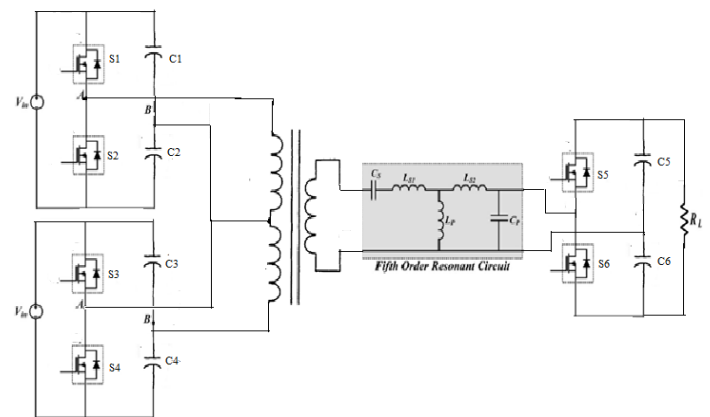 S1
C1
V_in
A
B
S2
C2
C_S
L_S1
L_S2
L_P
C_P
Fifth Order Resonant Circuit
S5
C5
R_L
S6
C6
S3
C3
V_in
A
B
S4
C4